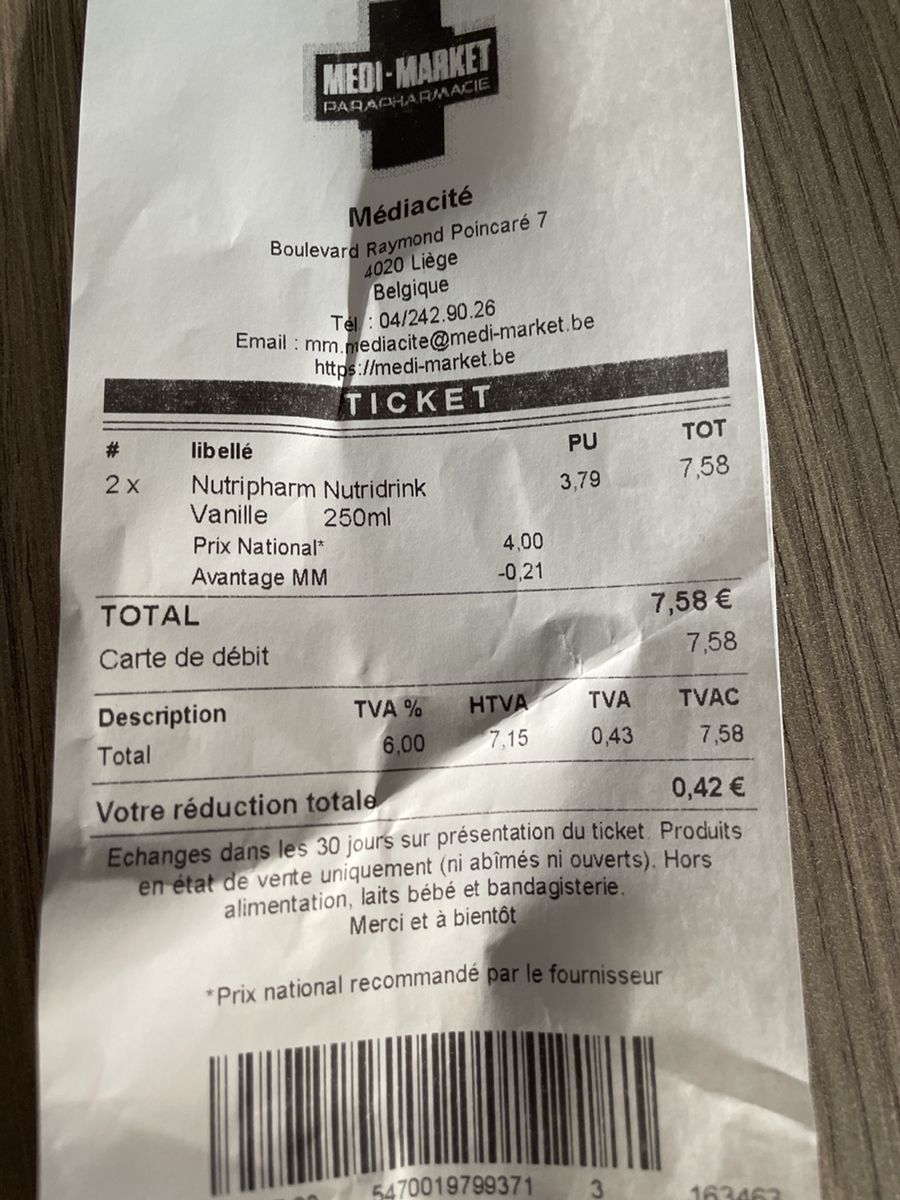 MEDI-MARKET
PARAPHARMACIE
Médiacité
Boulevard Raymond Poincaré 7
4020 Liège
Belgique
Tél : 04/242.90.26
Email : mm.mediacite@medi-market.be
https://medi-market.be
TICKET
# libellé PU TOT
2 x Nutripharm Nutridrink 3,79 7,58
Vanille 250ml
Prix National* 4,00
Avantage MM -0,21
TOTAL 7,58 €
Carte de débit 7,58
Description TVA % HTVA TVA TVAC
Total 6,00 7,15 0,43 7,58
Votre réduction totale 0,42 €
Echanges dans les 30 jours sur présentation du ticket. Produits
en état de vente uniquement (ni abîmés ni ouverts). Hors
alimentation, laits bébé et bandagisterie.
Merci et à bientôt
*Prix national recommandé par le fournisseur
5470019799371 3